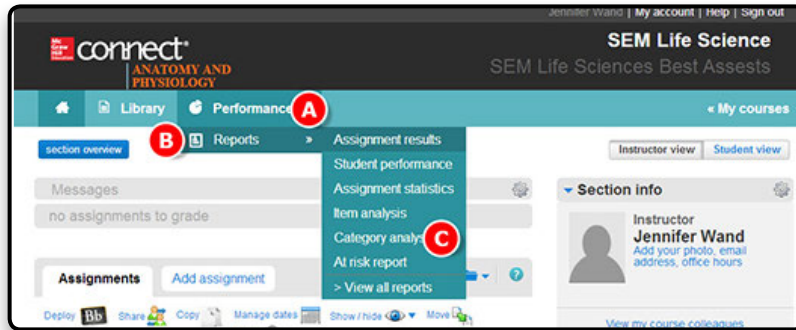 Jennifer Wand | My account | Help | Sign out
Mc Graw Hill Education connect®
ANATOMY AND PHYSIOLOGY
SEM Life Science
SEM Life Sciences Best Assests
Library Performance A « My courses
B Reports » Assignment results
section overview Instructor view Student view
Student performance
Messages Assignment statistics Section info
no assignments to grade Item analysis Instructor
Category analys C Jennifer Wand
Add your photo, email address, office hours
At risk report
Assignments Add assignment > View all reports
Deploy Bb Share Copy Manage dates Show / hide Move
View my course colleagues